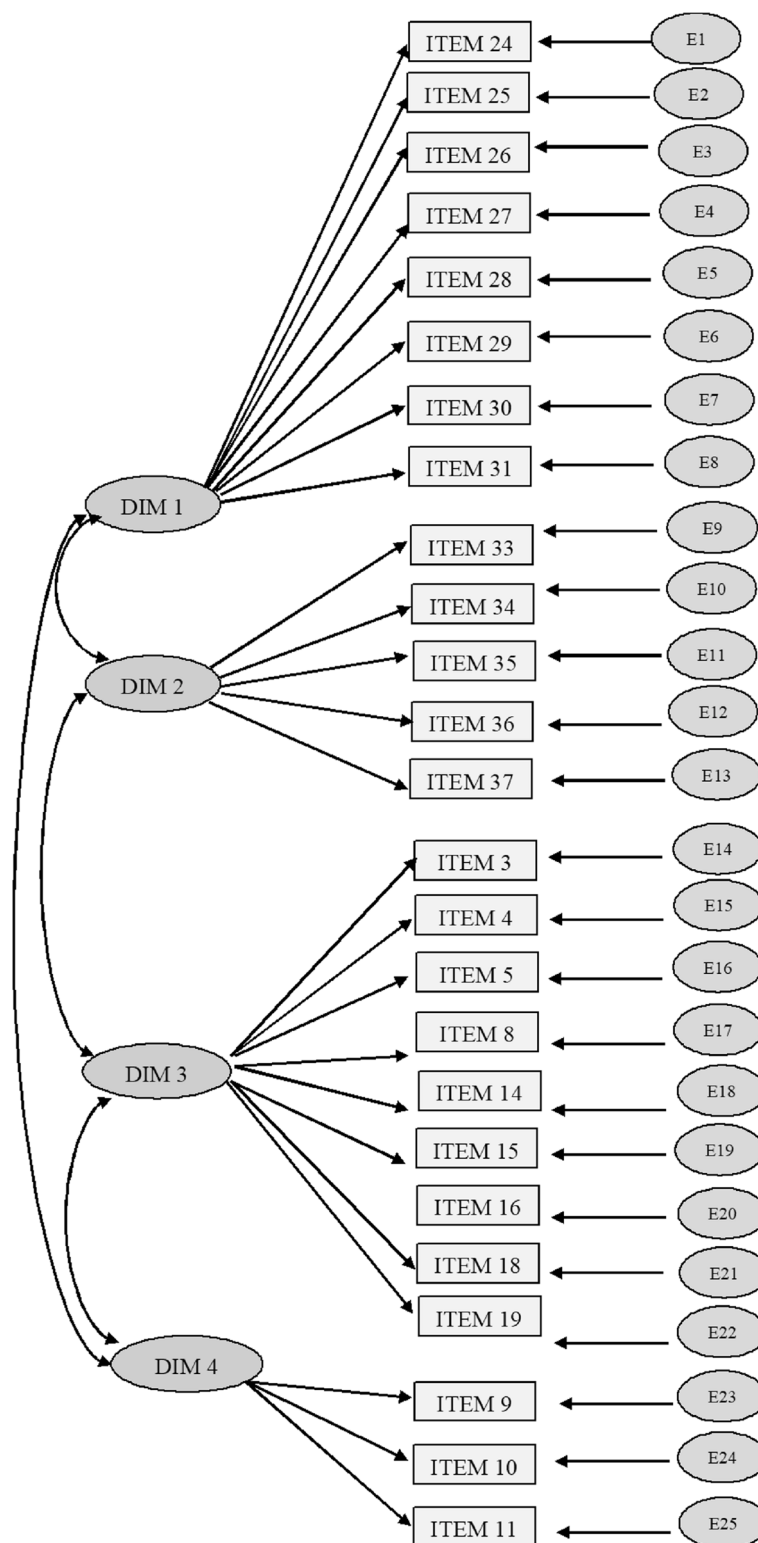 ITEM 24
E1
ITEM 25
E2
ITEM 26
E3
ITEM 27
E4
ITEM 28
E5
ITEM 29
E6
ITEM 30
E7
ITEM 31
E8
DIM 1
ITEM 33
E9
ITEM 34
E10
ITEM 35
E11
DIM 2
ITEM 36
E12
ITEM 37
E13
ITEM 3
E14
ITEM 4
E15
ITEM 5
E16
ITEM 8
E17
DIM 3
ITEM 14
E18
ITEM 15
E19
ITEM 16
E20
ITEM 18
E21
ITEM 19
E22
DIM 4
ITEM 9
E23
ITEM 10
E24
ITEM 11
E25